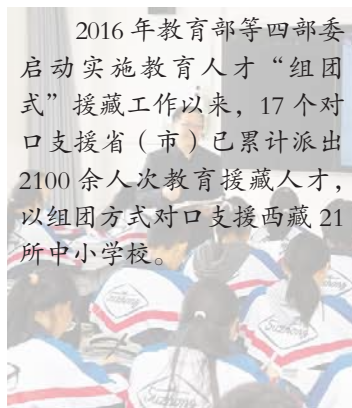 2016 年教育部等四部委
启动实施教育人才“组团
式”援藏工作以来，17 个对
口支援省（市）已累计派出
2100 余人次教育援藏人才，
以组团方式对口支援西藏 21
所中小学校。